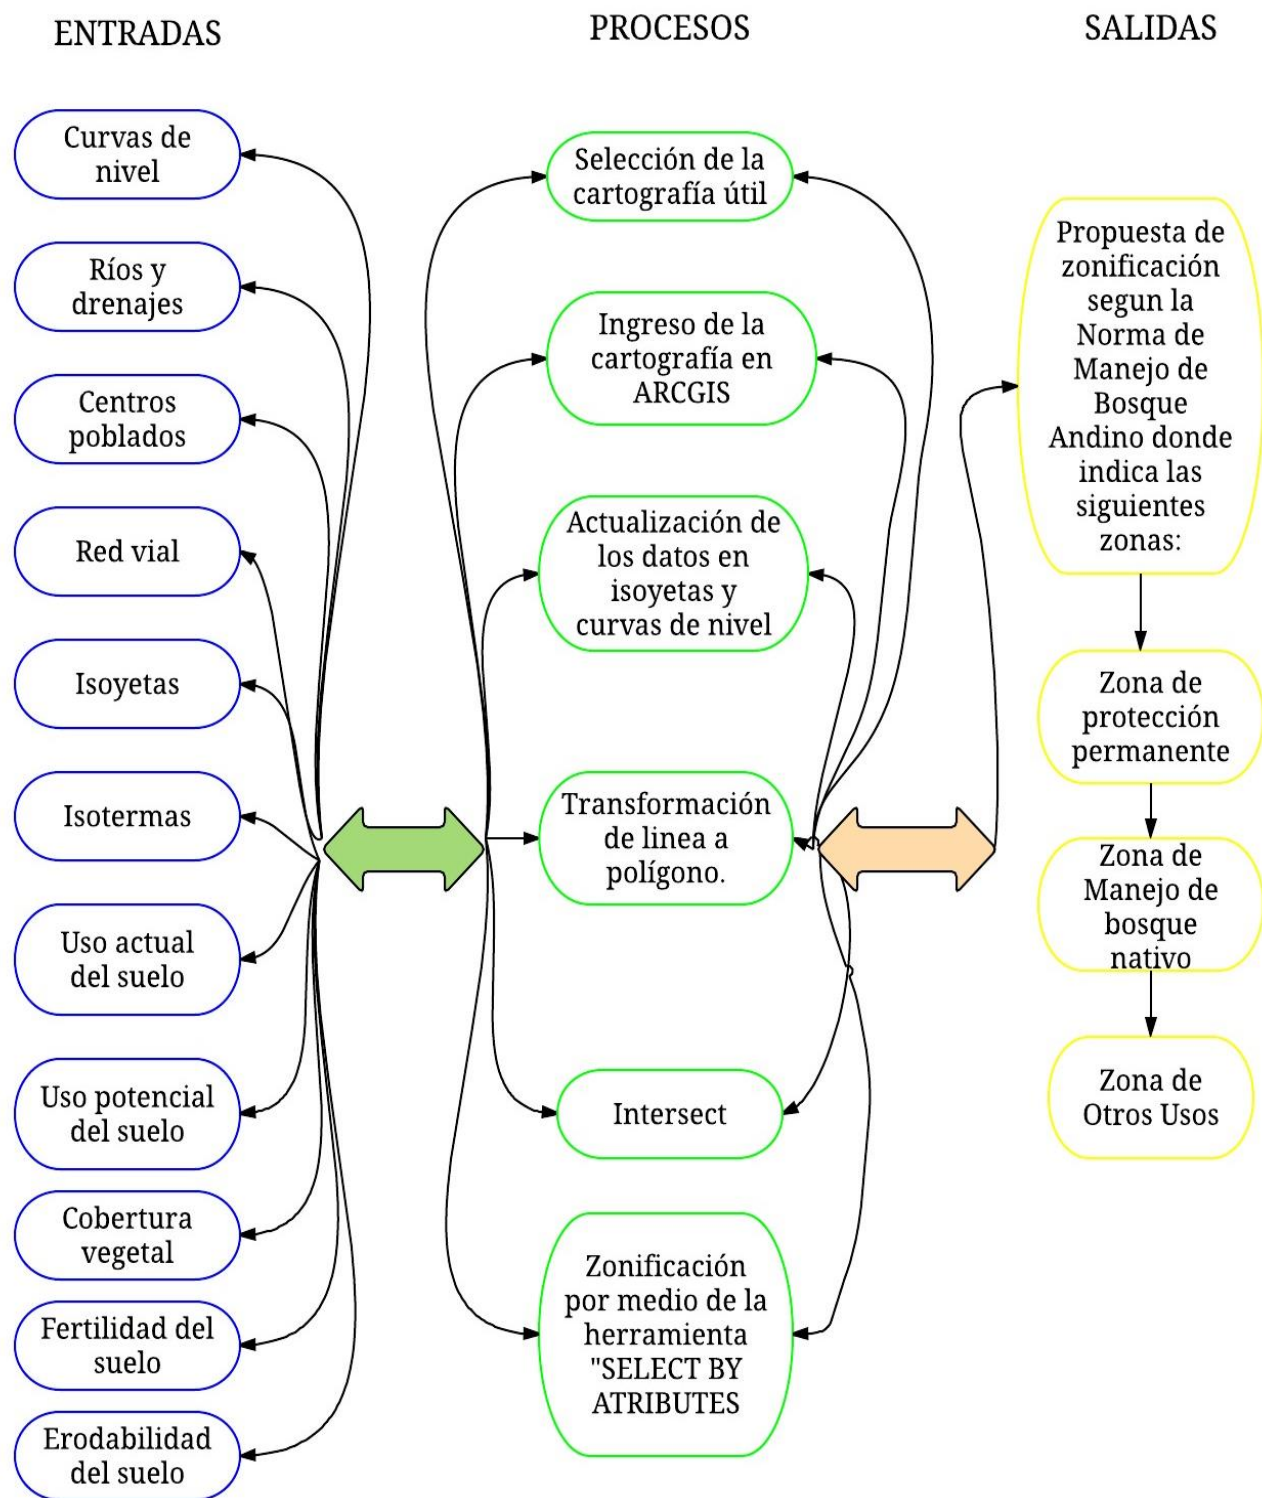 ENTRADAS
PROCESOS
SALIDAS
Curvas de
nivel
Ríos y
drenajes
Centros
poblados
Red vial
Isoyetas
Isotermas
Uso actual
del suelo
Uso potencial
del suelo
Cobertura
vegetal
Fertilidad del
suelo
Erodabilidad
del suelo
Selección de la
cartografía útil
Ingreso de la
cartografía en
ARCGIS
Actualización de
los datos en
isoyetas y
curvas de nivel
Transformación
de linea a
polígono.
Intersect
Zonificación
por medio de la
herramienta
"SELECT BY
ATRIBUTES
Propuesta de
zonificación
segun la
Norma de
Manejo de
Bosque
Andino donde
indica las
siguientes
zonas:
Zona de
protección
permanente
Zona de
Manejo de
bosque
nativo
Zona de
Otros Usos